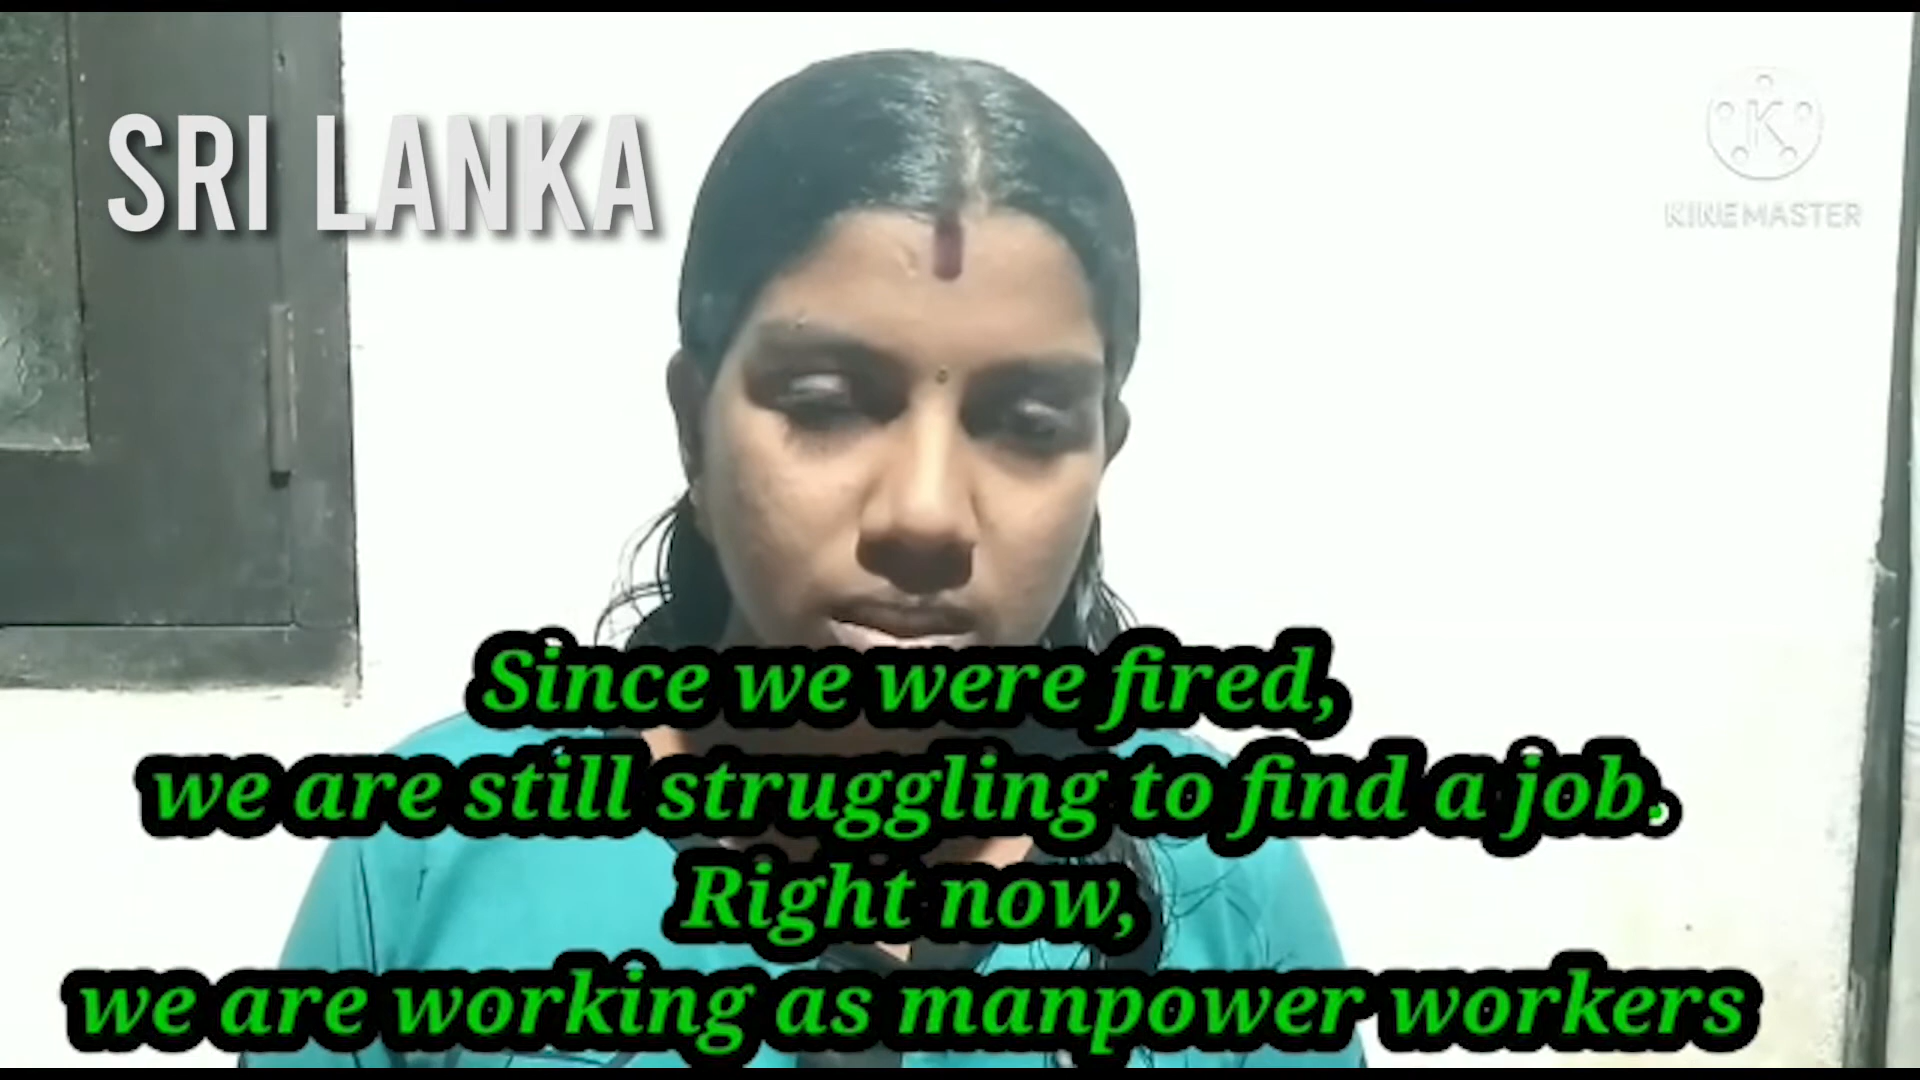 SRI LANKA
K
KINEMASTER
Since we were fired,
we are still struggling to find a job.
Right now,
we are working as manpower workers